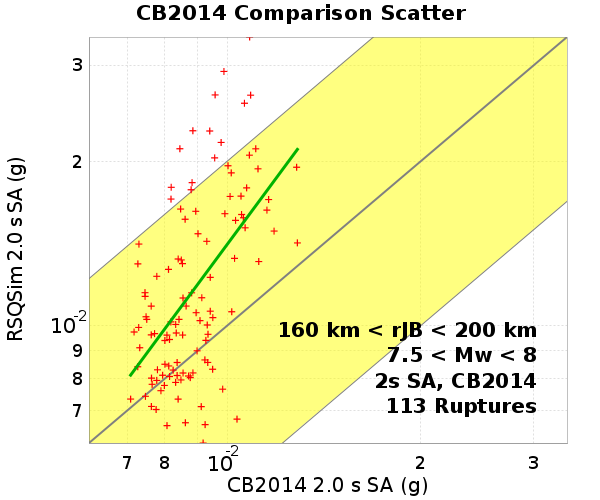 CB2014 Comparison Scatter
RSQSim 2.0 s SA (g)
3
2
10-2
9
8
7
160 km < rJB < 200 km
7.5 < Mw < 8
2s SA, CB2014
113 Ruptures
7 8 10-2 2 3
CB2014 2.0 s SA (g)